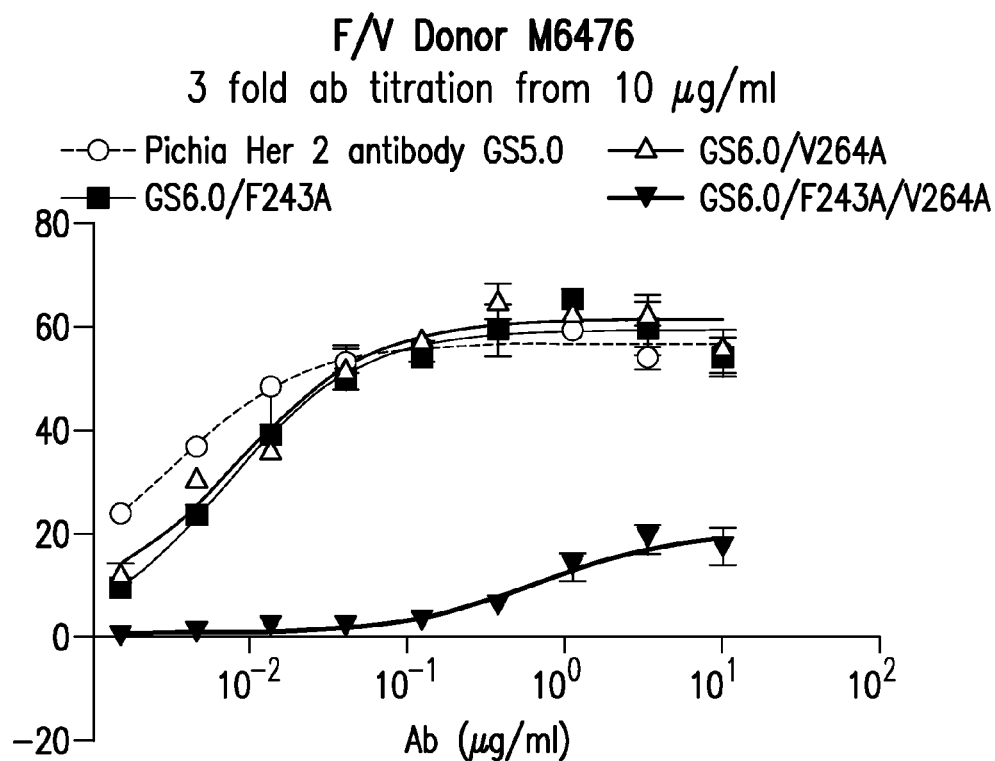 F/V Donor M6476
3 fold ab titration from 10 μg/ml
Pichia Her 2 antibody GS5.0
GS6.0/V264A
GS6.0/F243A
GS6.0/F243A/V264A
80
60
40
20
0
-20
10⁻² 10⁻¹ 10⁰ 10¹ 10²
Ab (μg/ml)